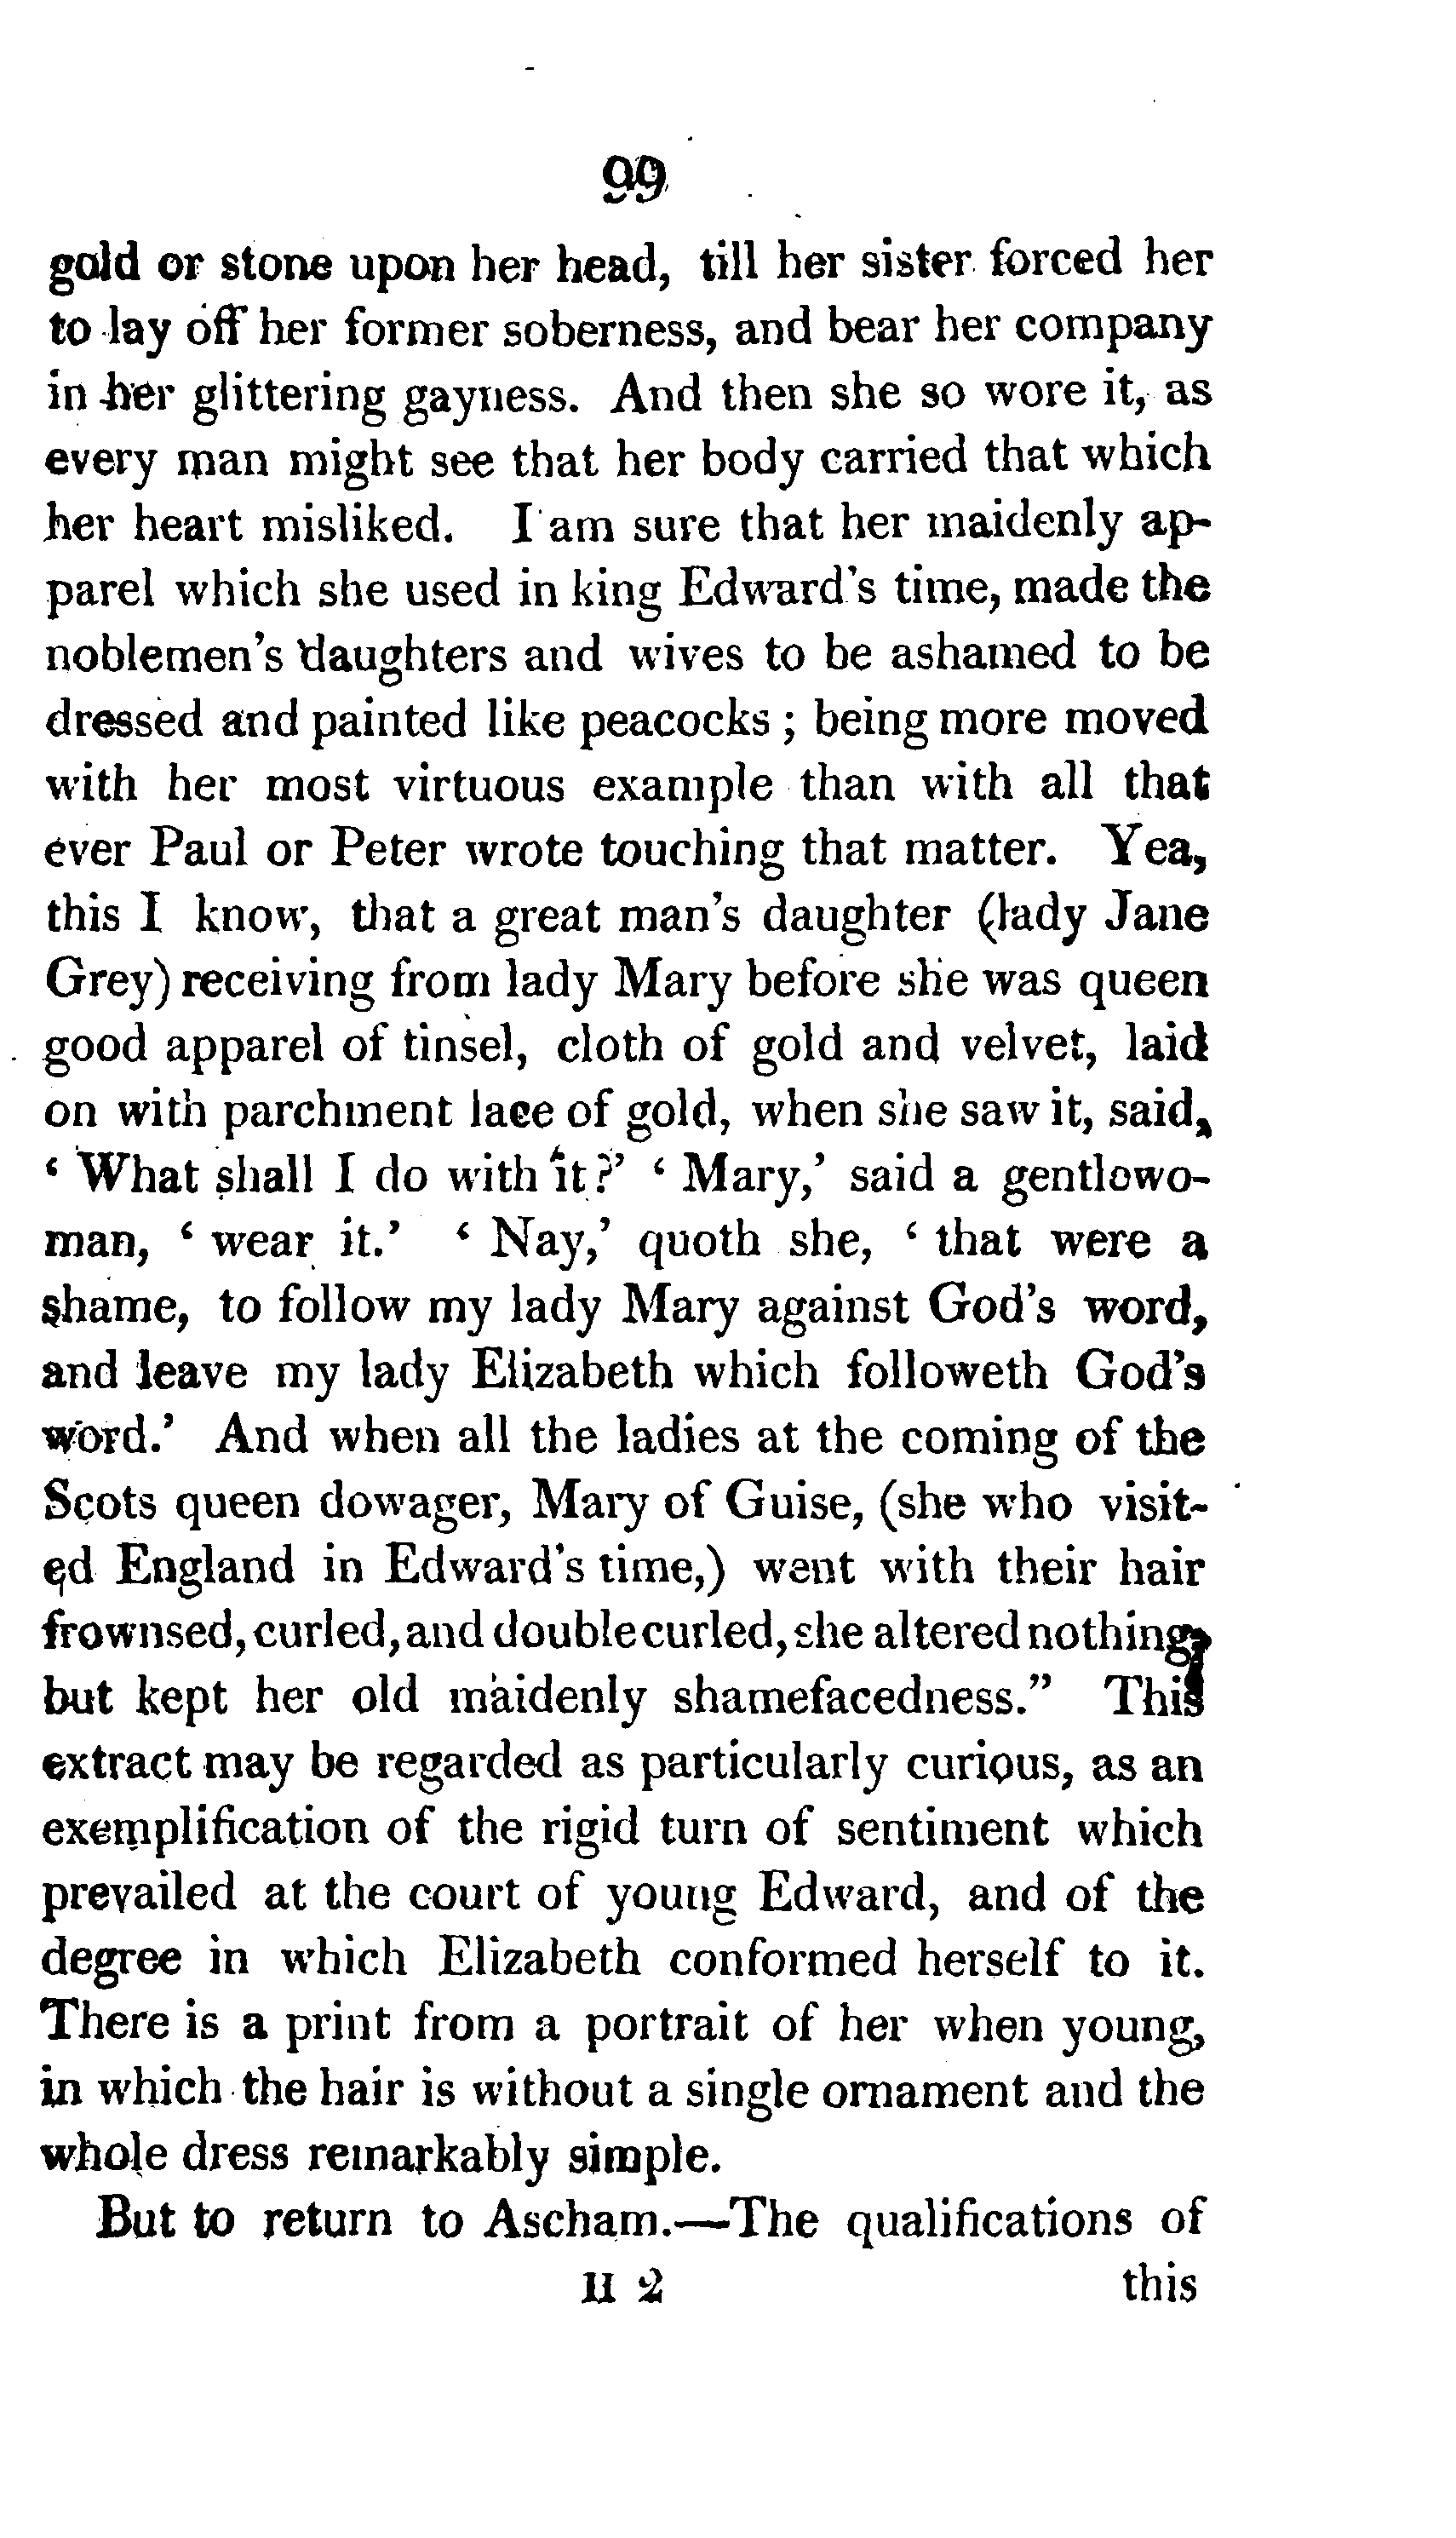 99
gold or stone upon her head, till her sister forced her
to lay off her former soberness, and bear her company
in her glittering gayness. And then she so wore it, as
every man might see that her body carried that which
her heart misliked. I am sure that her maidenly ap-
parel which she used in king Edward's time, made the
noblemen's daughters and wives to be ashamed to be
dressed and painted like peacocks ; being more moved
with her most virtuous example than with all that
ever Paul or Peter wrote touching that matter. Yea,
this I know, that a great man's daughter (lady Jane
Grey) receiving from lady Mary before she was queen
good apparel of tinsel, cloth of gold and velvet, laid
on with parchment lace of gold, when she saw it, said,
‘ What shall I do with it?’ ‘ Mary,’ said a gentlewo-
man, ‘ wear it.’ ‘ Nay,’ quoth she, ‘ that were a
shame, to follow my lady Mary against God's word,
and leave my lady Elizabeth which followeth God's
word.’ And when all the ladies at the coming of the
Scots queen dowager, Mary of Guise, (she who visit-
ed England in Edward's time,) went with their hair
frownsed, curled, and double curled, she altered nothing,
but kept her old maidenly shamefacedness.” This
extract may be regarded as particularly curious, as an
exemplification of the rigid turn of sentiment which
prevailed at the court of young Edward, and of the
degree in which Elizabeth conformed herself to it.
There is a print from a portrait of her when young,
in which the hair is without a single ornament and the
whole dress remarkably simple.
But to return to Ascham.—The qualifications of
H 2 this